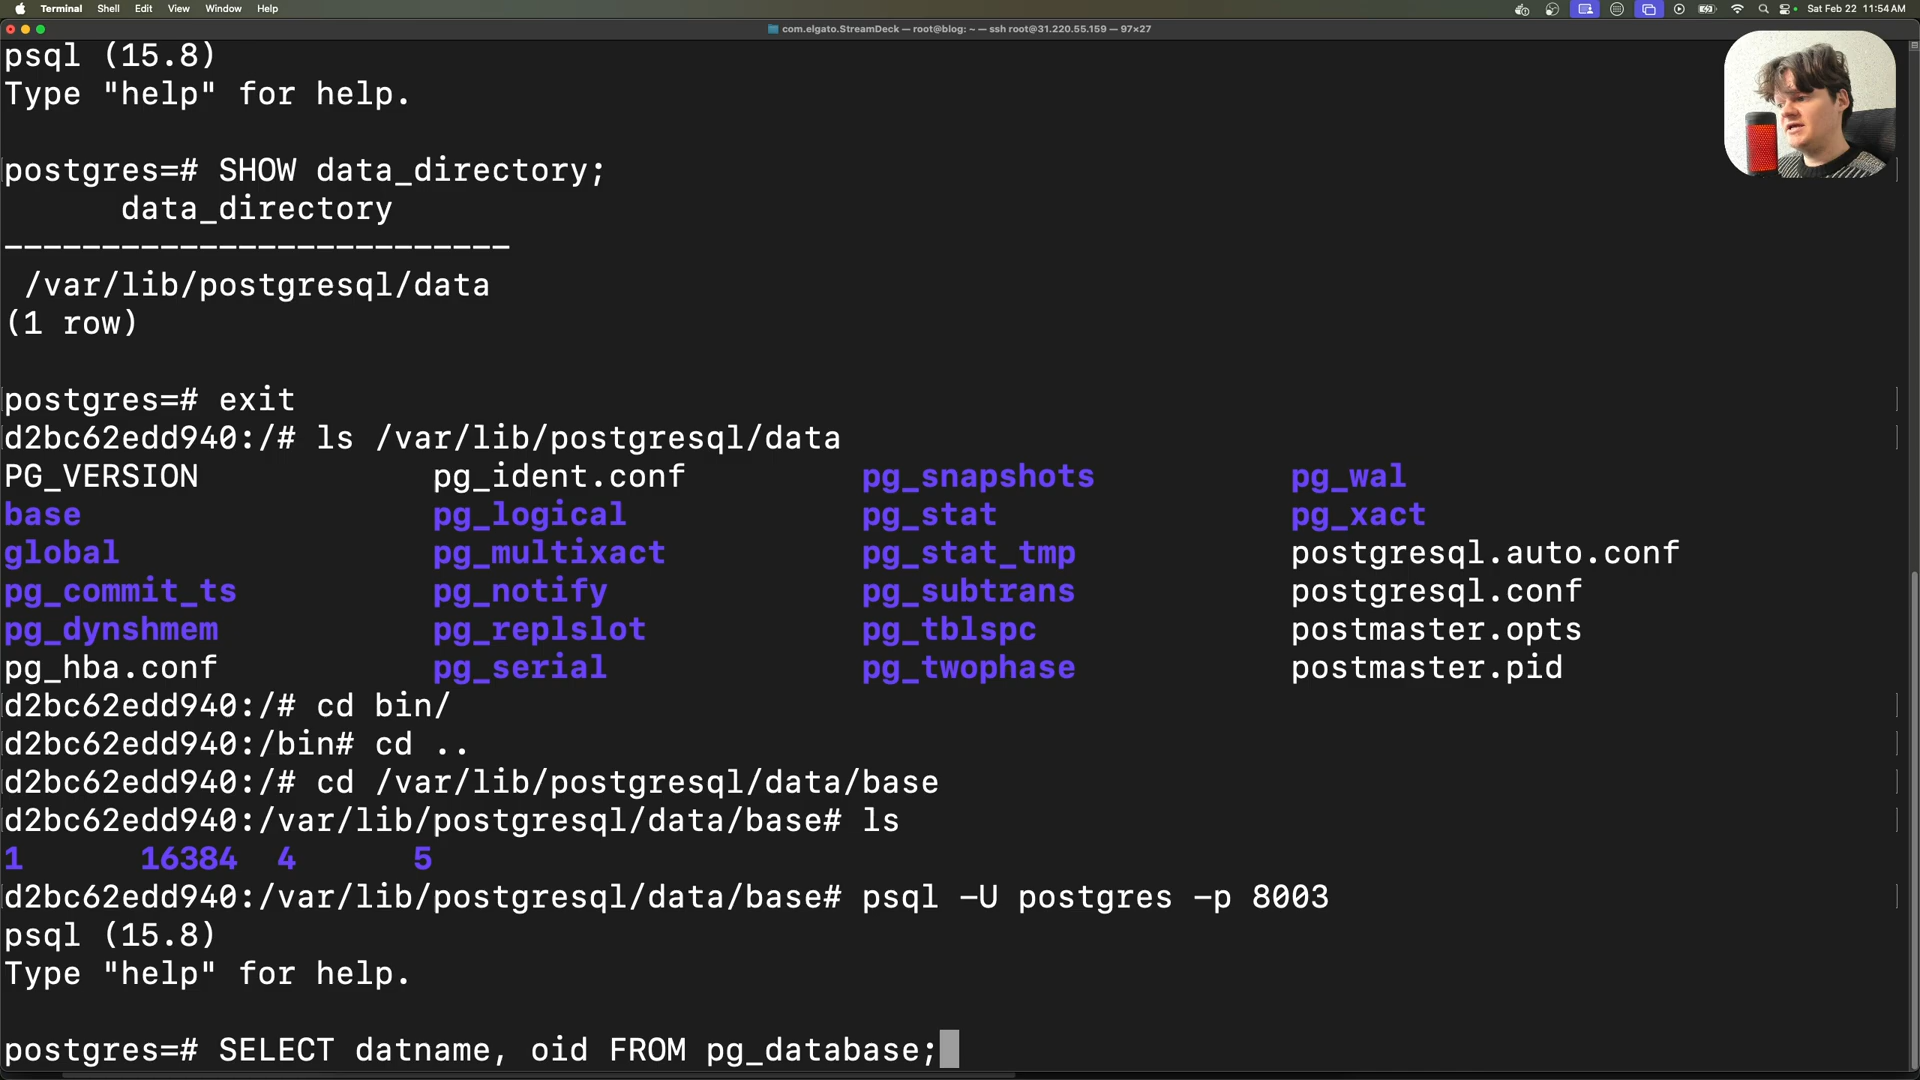 Terminal Shell Edit View Window Help Sat Feb 22 11:54 AM
com.elgato.StreamDeck — root@blog: ~ — ssh root@31.220.55.159 — 97×27
psql (15.8)
Type "help" for help.
postgres=# SHOW data_directory;
data_directory
--------------------------
/var/lib/postgresql/data
(1 row)
postgres=# exit
d2bc62edd940:/# ls /var/lib/postgresql/data
PG_VERSION pg_ident.conf pg_snapshots pg_wal
base pg_logical pg_stat pg_xact
global pg_multixact pg_stat_tmp postgresql.auto.conf
pg_commit_ts pg_notify pg_subtrans postgresql.conf
pg_dynshmem pg_replslot pg_tblspc postmaster.opts
pg_hba.conf pg_serial pg_twophase postmaster.pid
d2bc62edd940:/# cd bin/
d2bc62edd940:/bin# cd ..
d2bc62edd940:/# cd /var/lib/postgresql/data/base
d2bc62edd940:/var/lib/postgresql/data/base# ls
1 16384 4 5
d2bc62edd940:/var/lib/postgresql/data/base# psql -U postgres -p 8003
psql (15.8)
Type "help" for help.
postgres=# SELECT datname, oid FROM pg_database;